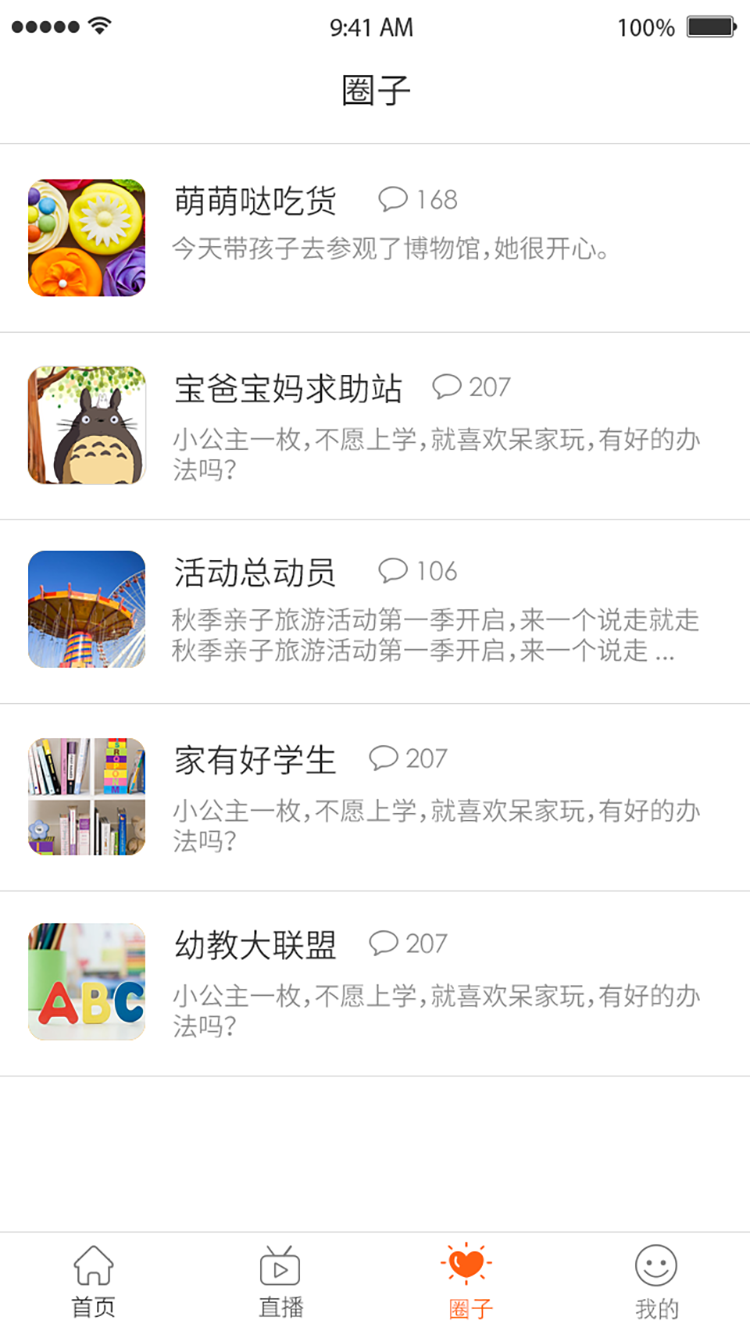 9:41 AM
100%
圈子
萌萌哒吃货 168
今天带孩子去参观了博物馆,她很开心。
宝爸宝妈求助站 207
小公主一枚,不愿上学,就喜欢呆家玩,有好的办
法吗?
活动总动员 106
秋季亲子旅游活动第一季开启,来一个说走就走
秋季亲子旅游活动第一季开启,来一个说走 ...
家有好学生 207
小公主一枚,不愿上学,就喜欢呆家玩,有好的办
法吗?
幼教大联盟 207
ABC
小公主一枚,不愿上学,就喜欢呆家玩,有好的办
法吗?
首页
直播
圈子
我的